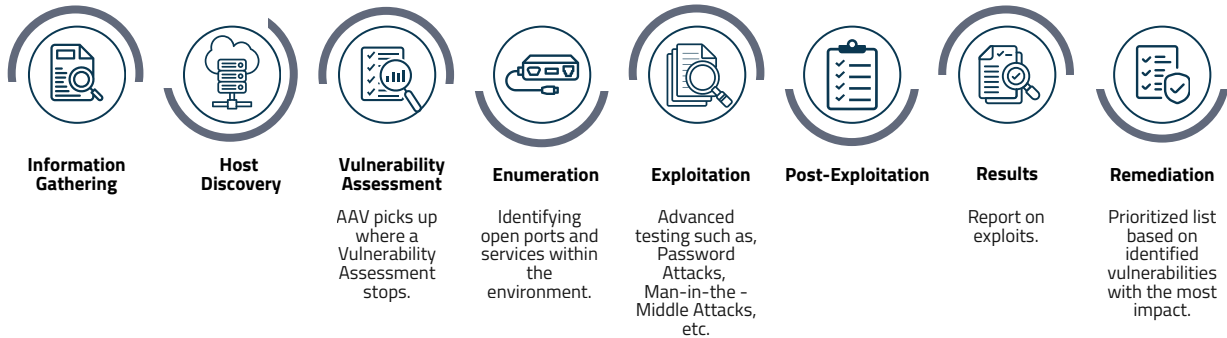 Information
Gathering
Host
Discovery
Vulnerability
Assessment
AAV picks up
where a
Vulnerability
Assessment
stops.
Enumeration
Identifying
open ports and
services within
the
environment.
Exploitation
Advanced
testing such as,
Password
Attacks,
Man-in-the -
Middle Attacks,
etc.
Post-Exploitation
Results
Report on
exploits.
Remediation
Prioritized list
based on
identified
vulnerabilities
with the most
impact.